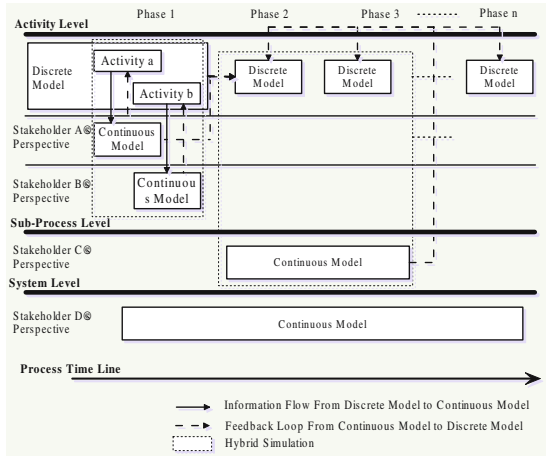 Phase 1
Phase 2
Phase 3
Phase n
Activity Level
Discrete
Model
Activity a
Activity b
Discrete
Model
Discrete
Model
Discrete
Model
Stakeholder A
Perspective
Continuous
Model
Stakeholder B
Perspective
Continuou
s Model
Sub-Process Level
Stakeholder C
Perspective
Continuous Model
System Level
Stakeholder D
Perspective
Continuous Model
Process Time Line
Information Flow From Discrete Model to Continuous Model
Feedback Loop From Continuous Model to Discrete Model
Hybrid Simulation